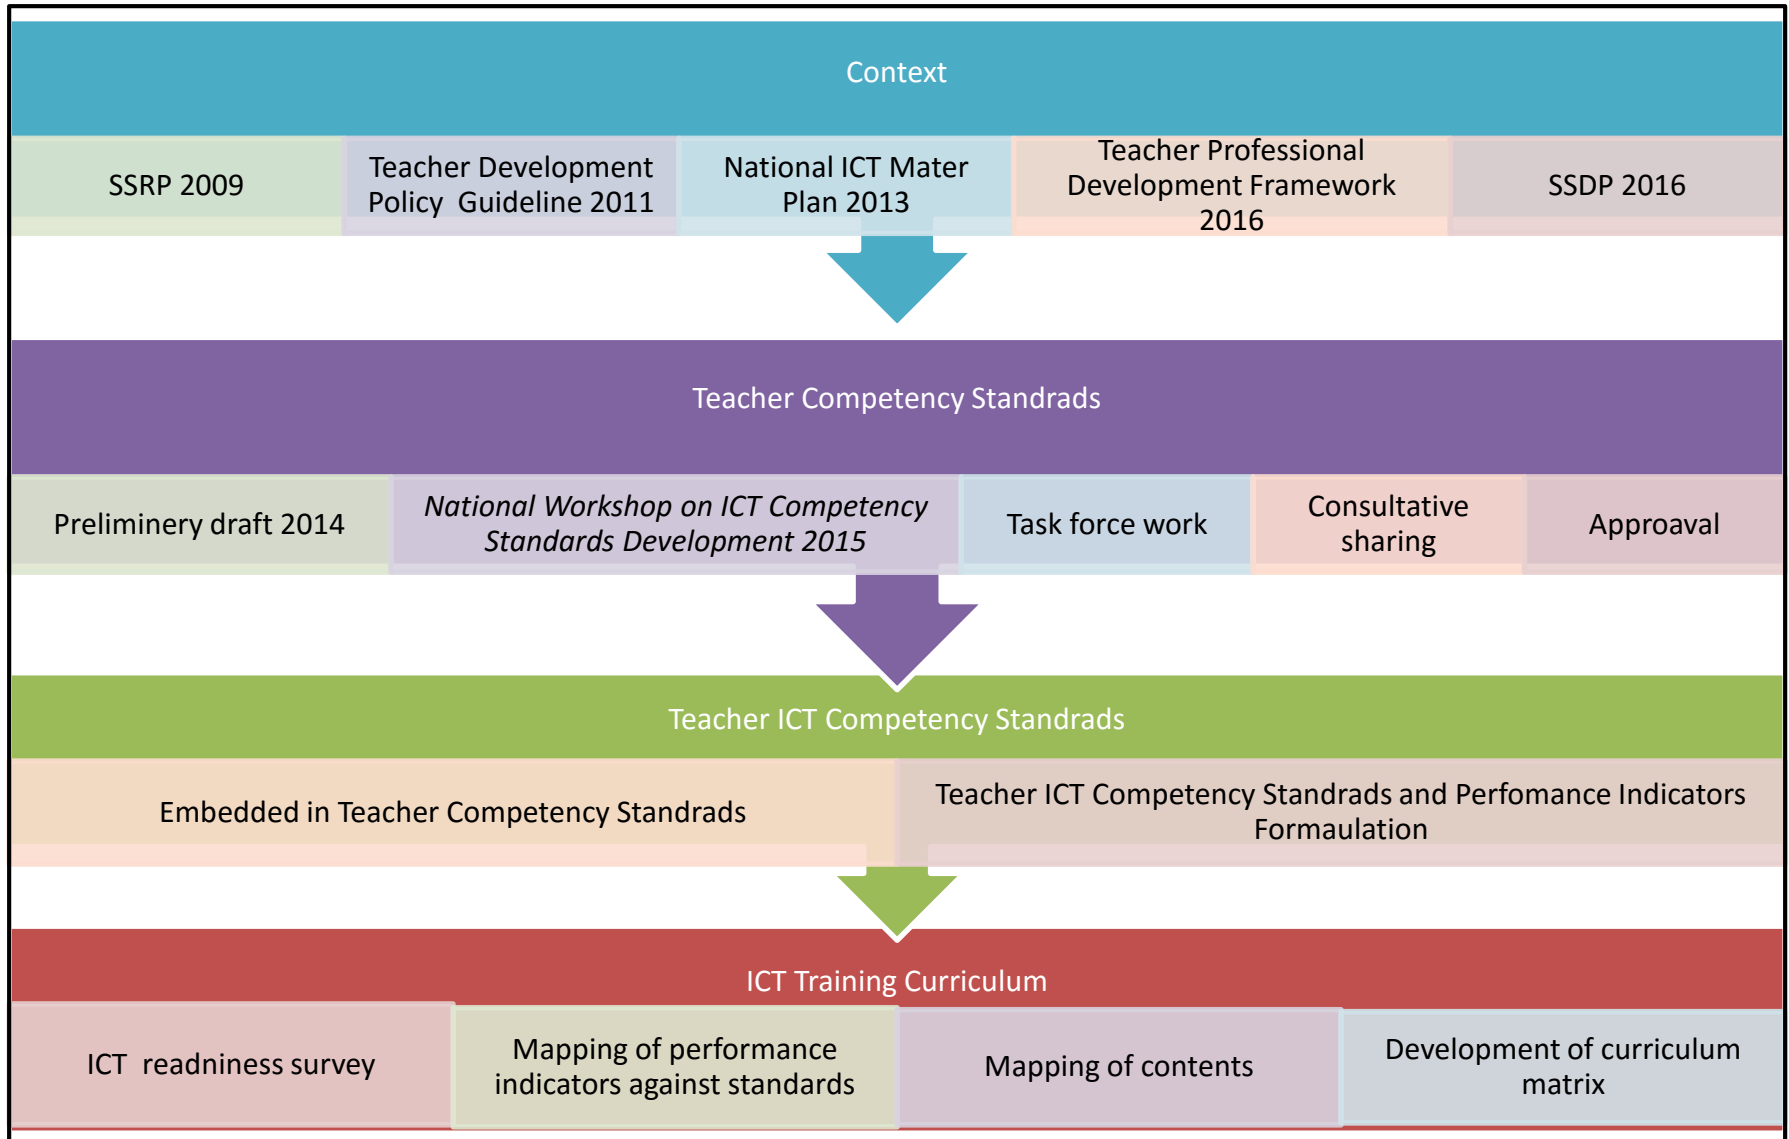 Context
SSRP 2009
Teacher Development
Policy Guideline 2011
National ICT Mater
Plan 2013
Teacher Professional
Development Framework
2016
SSDP 2016
Teacher Competency Standrads
Preliminery draft 2014
National Workshop on ICT Competency
Standards Development 2015
Task force work
Consultative
sharing
Approaval
Teacher ICT Competency Standrads
Embedded in Teacher Competency Standrads
Teacher ICT Competency Standrads and Perfomance Indicators
Formaulation
ICT Training Curriculum
ICT readniness survey
Mapping of performance
indicators against standards
Mapping of contents
Development of curriculum
matrix